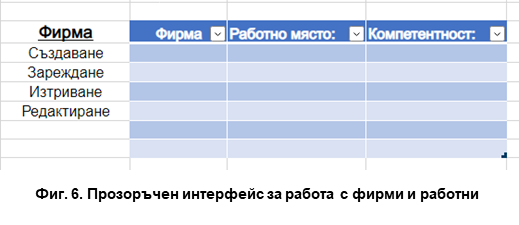 Фирма
Фирма Работно място: Компетентност:
Създаване
Зареждане
Изтриване
Редактиране
Фиг. 6. Прозоръчен интерфейс за работа с фирми и работни